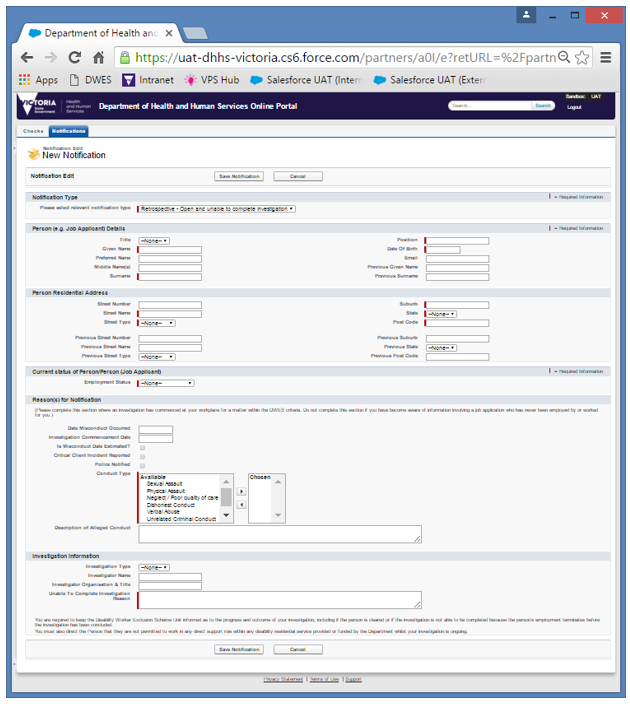 Department of Health and
https://uat-dhhs-victoria.cs6.force.com/partners/a0I/e?retURL=%2Fpartn
Apps DWES Intranet VPS Hub Salesforce UAT (Inter Salesforce UAT (Exter
VICTORIA State Government Health and Human Services Department of Health and Human Services Online Portal Search... Search Sandbox: UAT
Logout
Checks Notifications
Notification Edit
New Notification
Notification Edit Save Notification Cancel
Notification Type = Required Information
Please select relevant notification type Retrospective - Open and unable to complete investigation
Person (e.g. Job Applicant) Details = Required Information
Title --None-- Position
Given Name Date Of Birth
Preferred Name Email
Middle Name(s) Previous Given Name
Surname Previous Surname
Person Residential Address
Street Number Suburb
Street Name State --None--
Street Type --None-- Post Code
Previous Street Number Previous Suburb
Previous Street Name Previous State --None--
Previous Street Type --None-- Previous Post Code
Current status of Person/Person (Job Applicant) = Required Information
Employment Status --None--
Reason(s) for Notification
(Please complete this section where an investigation has commenced at your workplace for a matter within the DWES criteria. Do not complete this section if you have become aware of information involving a job application who has never been employed by or worked
for you.)
Date Misconduct Occurred
Investigation Commencement Date
Is Misconduct Date Estimated?
Critical Client Incident Reported
Police Notified
Conduct Type Available Chosen
Sexual Assault
Physical Assault
Neglect / Poor quality of care
Dishonest Conduct
Verbal Abuse
Unrelated Criminal Conduct
Description of Alleged Conduct
Investigation Information
Investigation Type --None--
Investigator Name
Investigator Organisation & Title
Unable To Complete Investigation
Reason
You are required to keep the Disability Worker Exclusion Scheme Unit informed as to the progress and outcome of your investigation, including if the person is cleared or if the investigation is not able to be completed because the person's employment terminates before
the investigation has been concluded.
You must also direct the Person that they are not permitted to work in any direct support role within any disability residential service provided or funded by the Department whilst your investigation is ongoing.
Save Notification Cancel
Privacy Statement | Terms of Use | Support